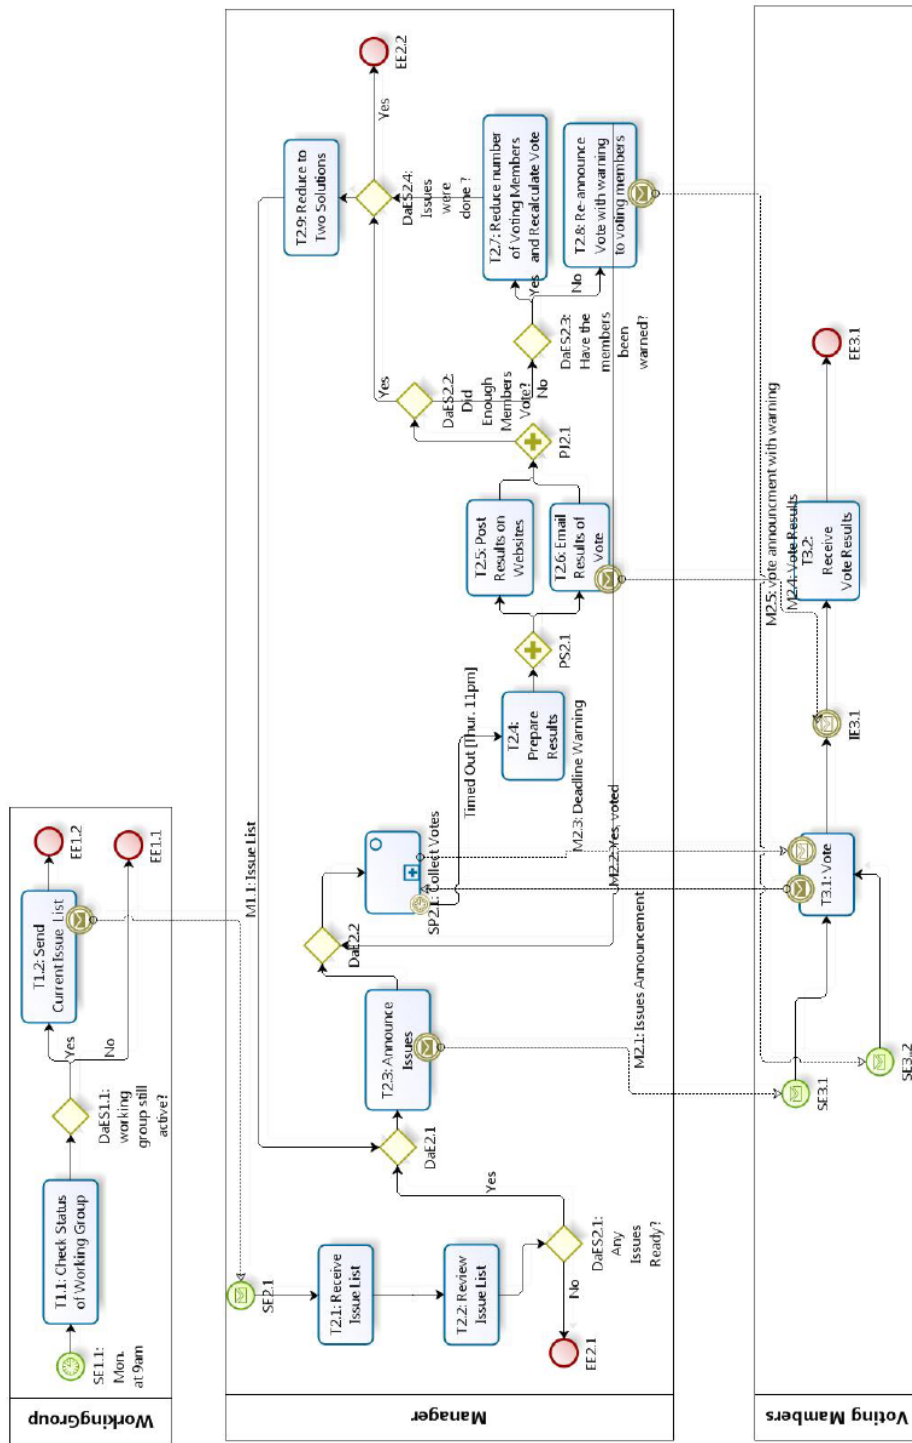 WorkingGroup
SE1.1:
Mon.
at 9am
T1.1: Check Status
of Working Group
DaES1.1:
working
group still
active?
Yes
No
T1.2: Send
Current Issue List
EE1.2
EE1.1
M1.1: Issue List
Manager
SE2.1
T2.1: Receive
Issue List
T2.2: Review
Issue List
DaES2.1:
Any
Issues
Ready?
No
EE2.1
Yes
DaE2.1
T2.3: Announce
Issues
M2.1: Issues Announcement
DaE2.2
SP2.1: Collect Votes
Timed Out [Thur. 11pm]
M2.3: Deadline Warning
M2.2: Yes, voted
T2.4:
Prepare
Results
PS2.1
T2.5: Post
Results on
Websites
T2.6: Email
Results of
Vote
PJ2.1
DaES2.2:
Did
Enough
Members
Vote?
Yes
No
DaES2.3:
Have the
members
been
warned?
Yes
No
T2.7: Reduce number
of Voting Members
and Recalculate Vote
T2.8: Re-announce
Vote with warning
to voting members
DaES2.4:
Issues
were
done ?
Yes
EE2.2
T2.9: Reduce to
Two Solutions
Voting Mambers
SE3.1
SE3.2
T3.1: Vote
IE3.1
M2.5: vote announcment with warning
M2.4: Vote Results
T3.2:
Receive
Vote Results
EE3.1